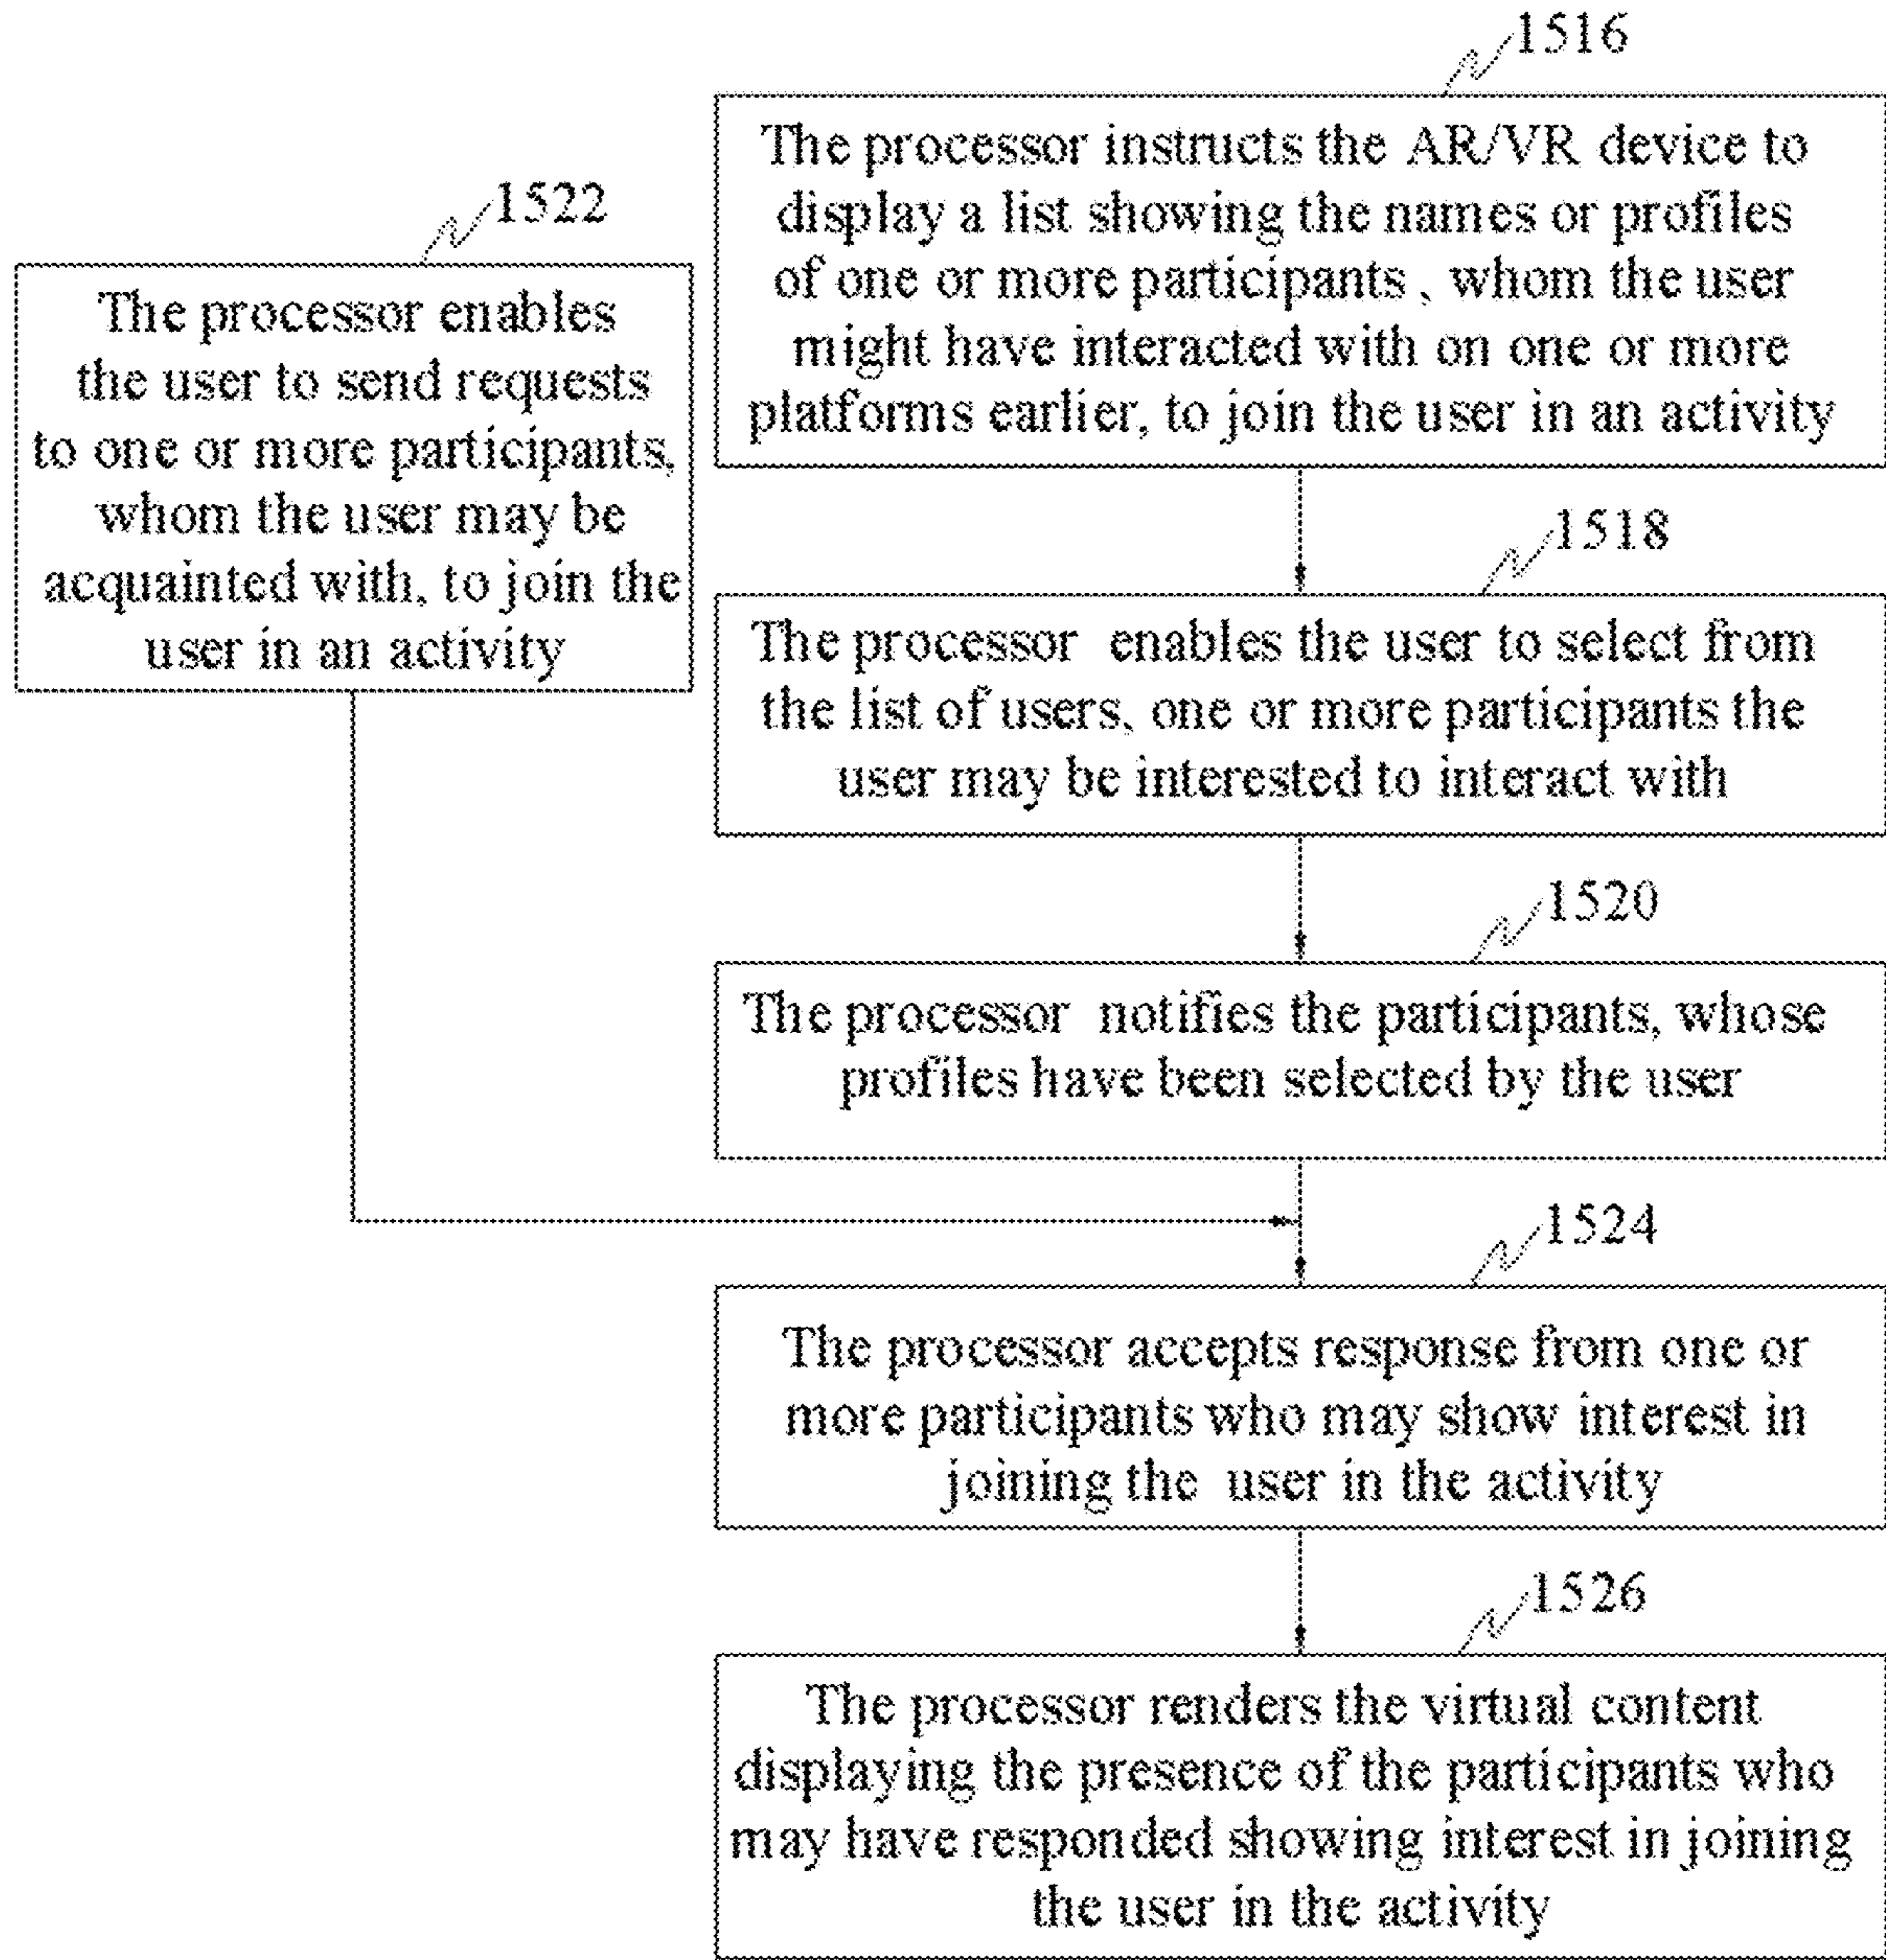 1516
The processor instructs the AR/VR device to
display a list showing the names or profiles
of one or more participants , whom the user
might have interacted with on one or more
platforms earlier, to join the user in an activity
1522
The processor enables
the user to send requests
to one or more participants,
whom the user may be
acquainted with, to join the
user in an activity
1518
The processor enables the user to select from
the list of users, one or more participants the
user may be interested to interact with
1520
The processor notifies the participants, whose
profiles have been selected by the user
1524
The processor accepts response from one or
more participants who may show interest in
joining the user in the activity
1526
The processor renders the virtual content
displaying the presence of the participants who
may have responded showing interest in joining
the user in the activity